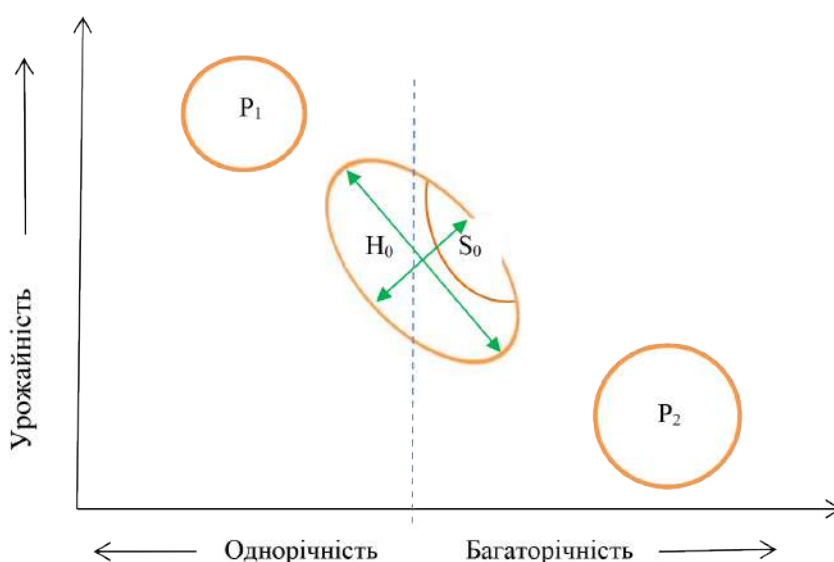 P₁
H₀
S₀
P₂
Урожайність
Однорічність
Багаторічність